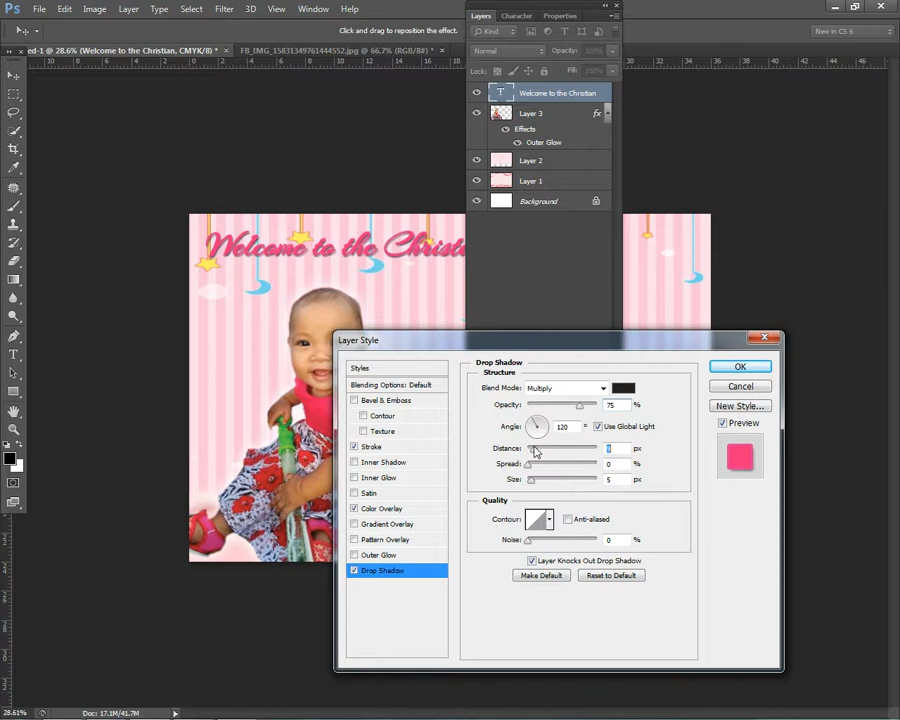 Ps File Edit Image Layer Type Select Filter 3D View Window Help
Click and drag to reposition the effect.
New in CS 6
ed-1 @ 28.6% (Welcome to the Christian, CMYK/8) * × FB_IMG_15831349761444552.jpg @ 66.7% (RGB/8#) * ×
Layers Character Properties
Kind
Normal Opacity: 100%
Lock: Fill: 100%
T Welcome to the Christian
Layer 3 fx
Effects
Outer Glow
Layer 2
Layer 1
Background
Welcome to the Christ
Layer Style
Styles
Blending Options: Default
Bevel & Emboss
Contour
Texture
Stroke
Inner Shadow
Inner Glow
Satin
Color Overlay
Gradient Overlay
Pattern Overlay
Outer Glow
Drop Shadow
Drop Shadow
Structure
Blend Mode: Multiply
Opacity: 75 %
Angle: 120 ° Use Global Light
Distance: px
Spread: 0 %
Size: 5 px
Quality
Contour: Anti-aliased
Noise: 0 %
Layer Knocks Out Drop Shadow
Make Default Reset to Default
OK
Cancel
New Style...
Preview
28.61% Doc: 17.1M/41.7M